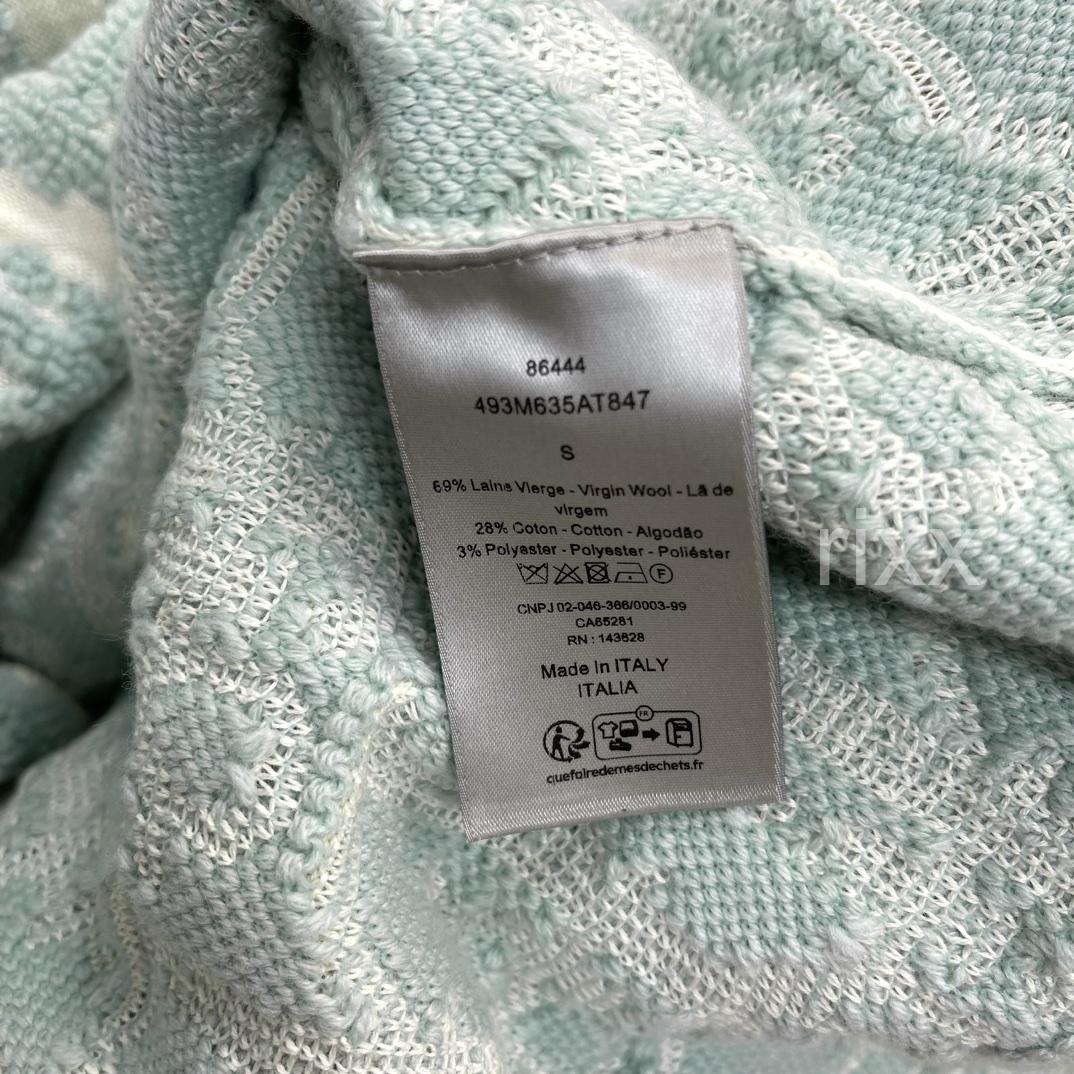 86444
493M635AT847
S
69% Laine Vierge - Virgin Wool - Lã de
virgem
28% Coton - Cotton - Algodão
3% Polyester - Polyester - Poliéster
CNPJ 02-046-366/0003-99
CA65281
RN : 143628
Made in ITALY
ITALIA
FR
quefairedemesdechets.fr
rixx